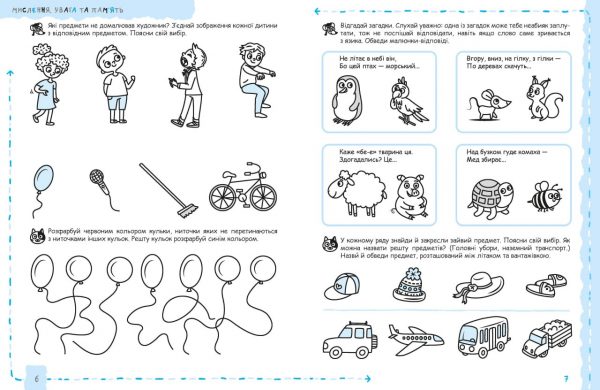 МИСЛЕННЯ, УВАГА ТА ПАМ'ЯТЬ
Які предмети не домалював художник? З'єднай зображення кожної дитини
з відповідним предметом. Поясни свій вибір.
Розфарбуй червоним кольором кульки, ниточки яких не перетинаються
з ниточками інших кульок. Решту кульок розфарбуй синім кольором.
6
Відгадай загадки. Слухай уважно: одна із загадок може тебе неабияк заплу-
тати, тож не поспішай відповідати, навіть якщо слово саме зривається
з язика. Обведи малюнки-відповіді.
Не літає в небі він,
Бо цей птах — морський...
Вгору, вниз, на гілку, з гілки —
По деревах скачуть...
Каже «бе-е» тварина ця.
Здогадались? Це...
Над бузком гуде комаха —
Мед збирає...
У кожному ряду знайди й закресли зайвий предмет. Поясни свій вибір. Як
можна назвати решту предметів? (Головні убори, наземний транспорт.)
Назви й обведи предмет, розташований між літаком та вантажівкою.
7